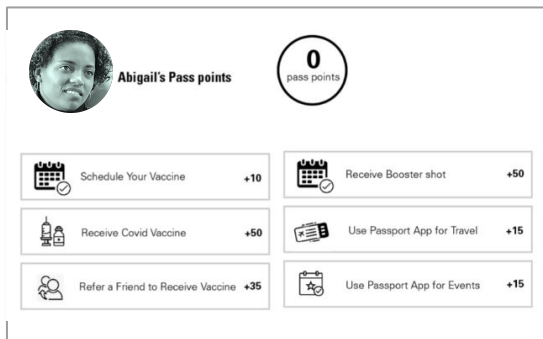 Abigail's Pass points
0
pass points
Schedule Your Vaccine +10
Receive Covid Vaccine +50
Refer a Friend to Receive Vaccine +35
Receive Booster shot +50
Use Passport App for Travel +15
Use Passport App for Events +15